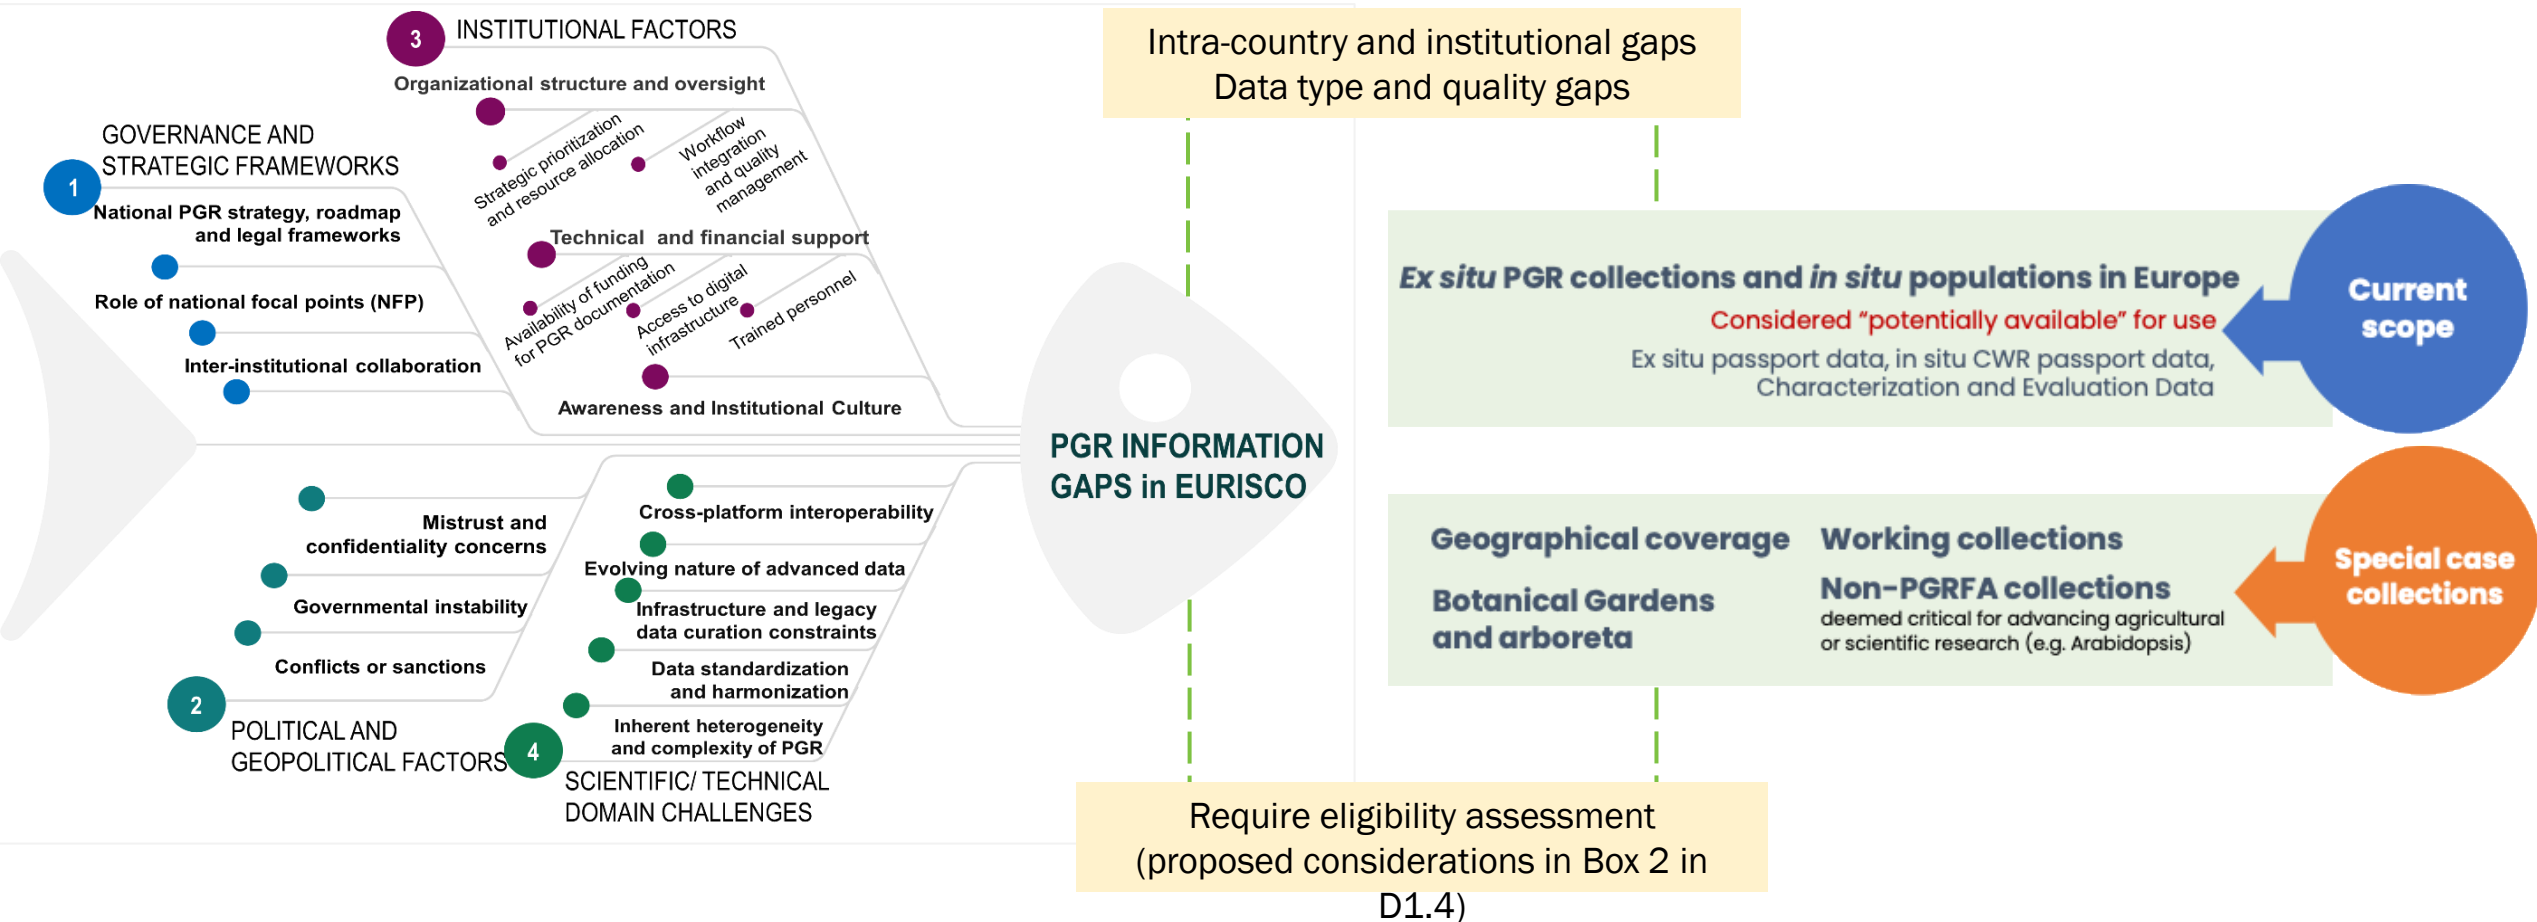 3
INSTITUTIONAL FACTORS
Organizational structure and oversight
Strategic prioritization
and resource allocation
Workflow
integration
and quality
management
Technical  and financial support
Availability of funding
for PGR documentation
Access to digital
infrastructure
Trained personnel
Awareness and Institutional Culture
GOVERNANCE AND
STRATEGIC FRAMEWORKS
1
National PGR strategy, roadmap
and legal frameworks
Role of national focal points (NFP)
Inter-institutional collaboration
Mistrust and
confidentiality concerns
Governmental instability
Conflicts or sanctions
2
POLITICAL AND
GEOPOLITICAL FACTORS
Cross-platform interoperability
Evolving nature of advanced data
Infrastructure and legacy
data curation constraints
Data standardization
and harmonization
Inherent heterogeneity
and complexity of PGR
4
SCIENTIFIC/ TECHNICAL
DOMAIN CHALLENGES
PGR INFORMATION
GAPS in EURISCO
Intra-country and institutional gaps
Data type and quality gaps
Ex situ PGR collections and in situ populations in Europe
Considered “potentially available” for use
Ex situ passport data, in situ CWR passport data,
Characterization and Evaluation Data
Current
scope
Geographical coverage
Botanical Gardens
and arboreta
Working collections
Non-PGRFA collections
deemed critical for advancing agricultural
or scientific research (e.g. Arabidopsis)
Special case
collections
Require eligibility assessment
(proposed considerations in Box 2 in
D1.4)